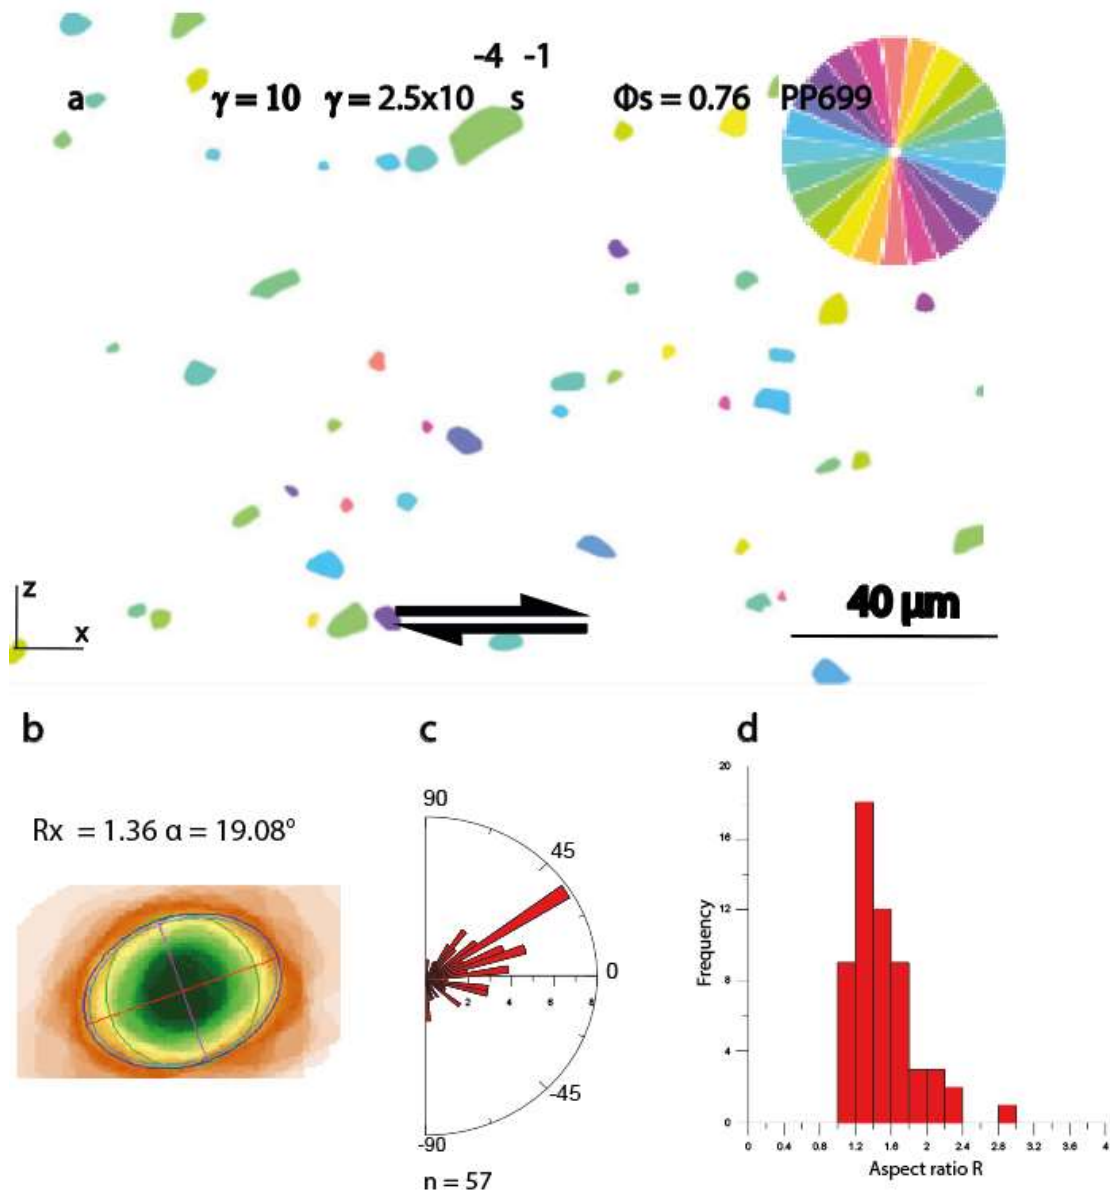 -4 -1
a γ = 10 γ = 2.5x10 s Φs = 0.76 PP699
z
x
40 µm
b
c
d
Rx = 1.36 α = 19.08º
90
45
0
2 4 6 8
-45
-90
n = 57
20
16
12
8
4
0
Frequency
0 0.4 0.8 1.2 1.6 2 2.4 2.8 3.2 3.6 4
Aspect ratio R